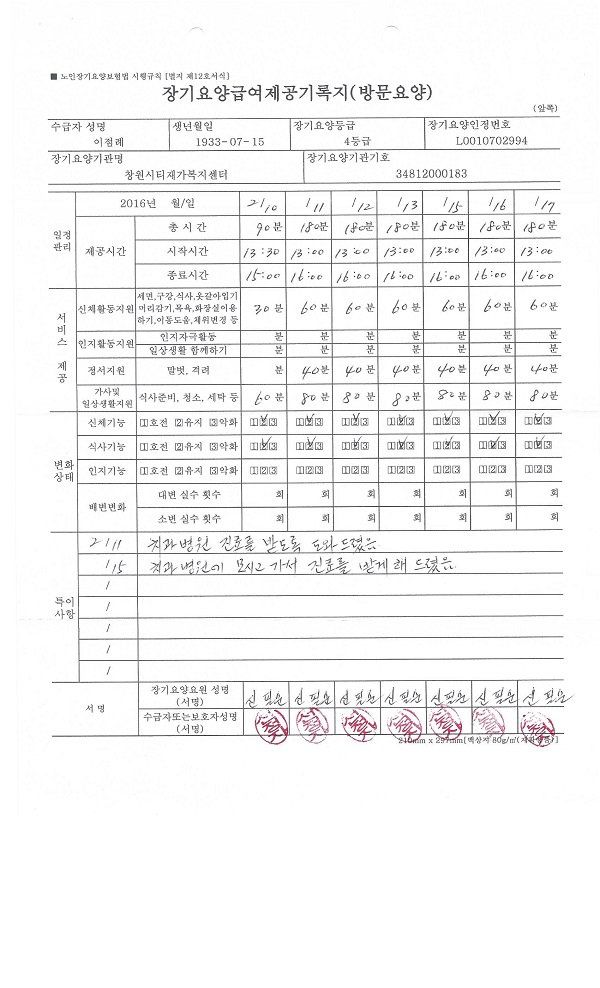 ■ 노인장기요양보험법 시행규칙 [별지 제12호서식]
장기요양급여제공기록지(방문요양)
(앞쪽)
수급자 성명 생년월일 장기요양등급 장기요양인정번호
이점례 1933-07-15 4등급 L0010702994
장기요양기관명 장기요양기관기호
창원시티재가복지센터 34812000183
일정관리 2016년 월/일 2/10 /11 /12 /13 /15 /16 /17
제공시간 총 시 간 90분 180분 180분 180분 180분 180분 180분
시작시간 13:30 13:00 13:00 13:00 13:00 13:00 13:00
종료시간 15:00 16:00 16:00 16:00 16:00 16:00 16:00
서비스 제공
신체활동지원 세면,구강,식사,옷갈아입기
머리감기,목욕,화장실이용
하기,이동도움,체위변경 등 30분 60분 60분 60분 60분 60분 60분
인지활동지원 인지자극활동 분 분 분 분 분 분 분
일상생활 함께하기 분 분 분 분 분 분 분
정서지원 말벗, 격려 분 40분 40분 40분 40분 40분 40분
가사및
일상생활지원 식사준비, 청소, 세탁 등 60분 80분 80분 80분 80분 80분 80분
변화상태
신체기능 1호전 2유지 3악화 123 123 123 123 123 123 123
식사기능 1호전 2유지 3악화 123 123 123 123 123 123 123
인지기능 1호전 2유지 3악화 123 123 123 123 123 123 123
배변변화 대변 실수 횟수 회 회 회 회 회 회 회
소변 실수 횟수 회 회 회 회 회 회 회
특이사항
2/11 치과병원 진료를 받도록 도와드렸음
/15 치과병원에 모시고 가서 진료를 받게 해 드렸음
/
/
/
/
서 명 장기요양요원 성명
(서명) 신필순 신필순 신필순 신필순 신필순 신필순 신필순
수급자또는보호자성명
(서명)
210mm x 297mm[백상지 80g/㎡